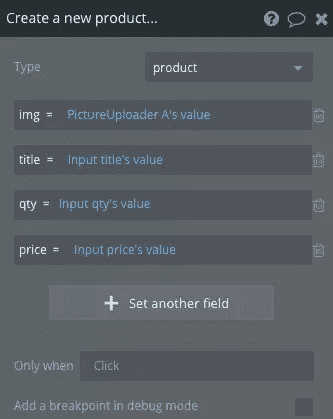 Create a new product...
Type product
img = PictureUploader A's value
title = Input title's value
qty = Input qty's value
price = Input price's value
+ Set another field
Only when Click
Add a breakpoint in debug mode